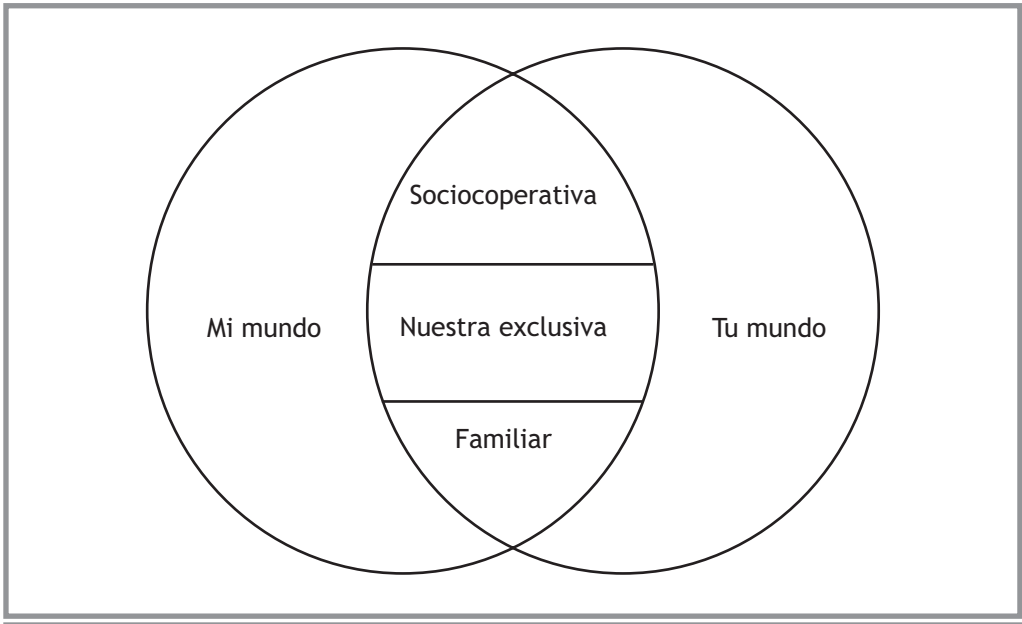 Sociocoperativa
Mi mundo
Nuestra exclusiva
Tu mundo
Familiar